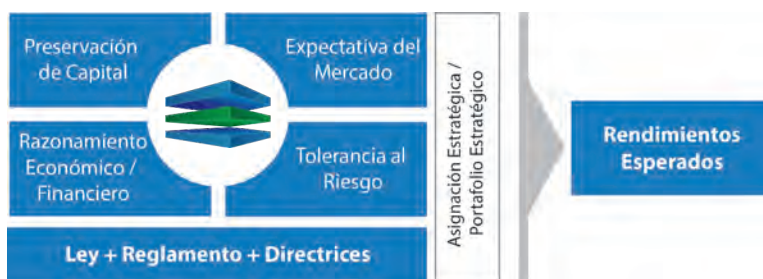 Preservación
de Capital
Expectativa del
Mercado
Razonamiento
Económico /
Financiero
Tolerancia al
Riesgo
Ley + Reglamento + Directrices
Asignación Estratégica /
Portafolio Estratégico
Rendimientos
Esperados